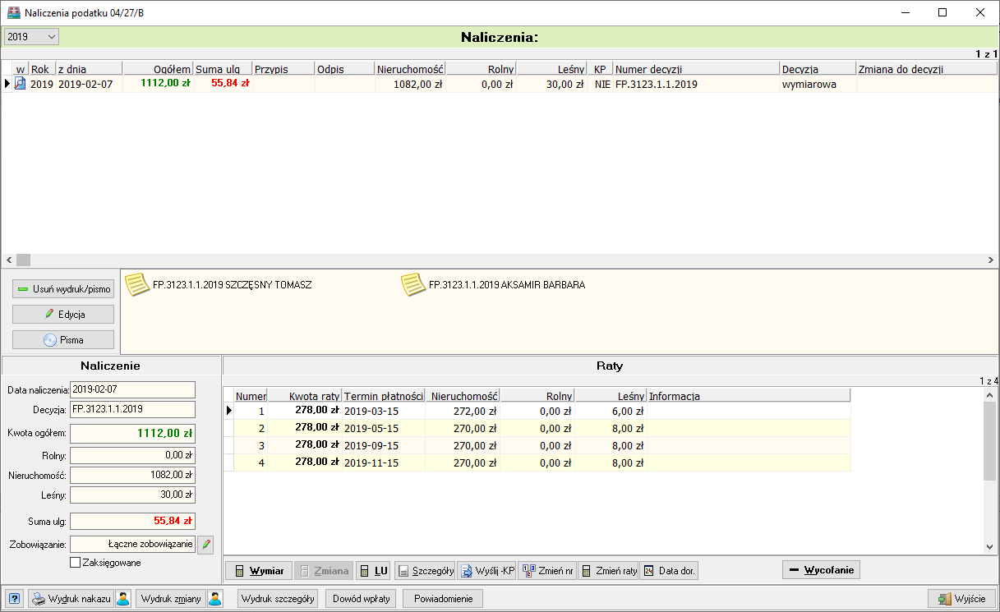 Naliczenia podatku 04/27/B
2019 Naliczenia:
1 z 1
w Rok z dnia Ogółem Suma ulg Przypis Odpis Nieruchomość Rolny Leśny KP Numer decyzji Decyzja Zmiana do decyzji
2019 2019-02-07 1112,00 zł 55,84 zł 1082,00 zł 0,00 zł 30,00 zł NIE FP.3123.1.1.2019 wymiarowa
Usuń wydruk/pismo
Edycja
Pisma
FP.3123.1.1.2019 SZCZĘSNY TOMASZ
FP.3123.1.1.2019 AKSAMIR BARBARA
Naliczenie
Data naliczenia: 2019-02-07
Decyzja: FP.3123.1.1.2019
Kwota ogółem: 1112,00 zł
Rolny: 0,00 zł
Nieruchomość: 1082,00 zł
Leśny: 30,00 zł
Suma ulg: 55,84 zł
Zobowiązanie: Łączne zobowiązanie
Zaksięgowane
Raty
1 z 4
Numer Kwota raty Termin płatności Nieruchomość Rolny Leśny Informacja
1 278,00 zł 2019-03-15 272,00 zł 0,00 zł 6,00 zł
2 278,00 zł 2019-05-15 270,00 zł 0,00 zł 8,00 zł
3 278,00 zł 2019-09-15 270,00 zł 0,00 zł 8,00 zł
4 278,00 zł 2019-11-15 270,00 zł 0,00 zł 8,00 zł
Wymiar Zmiana LU Szczegóły Wyślij -KP Zmień nr Zmień raty Data dor. Wycofanie
Wydruk nakazu Wydruk zmiany Wydruk szczegóły Dowód wpłaty Powiadomienie Wyjście